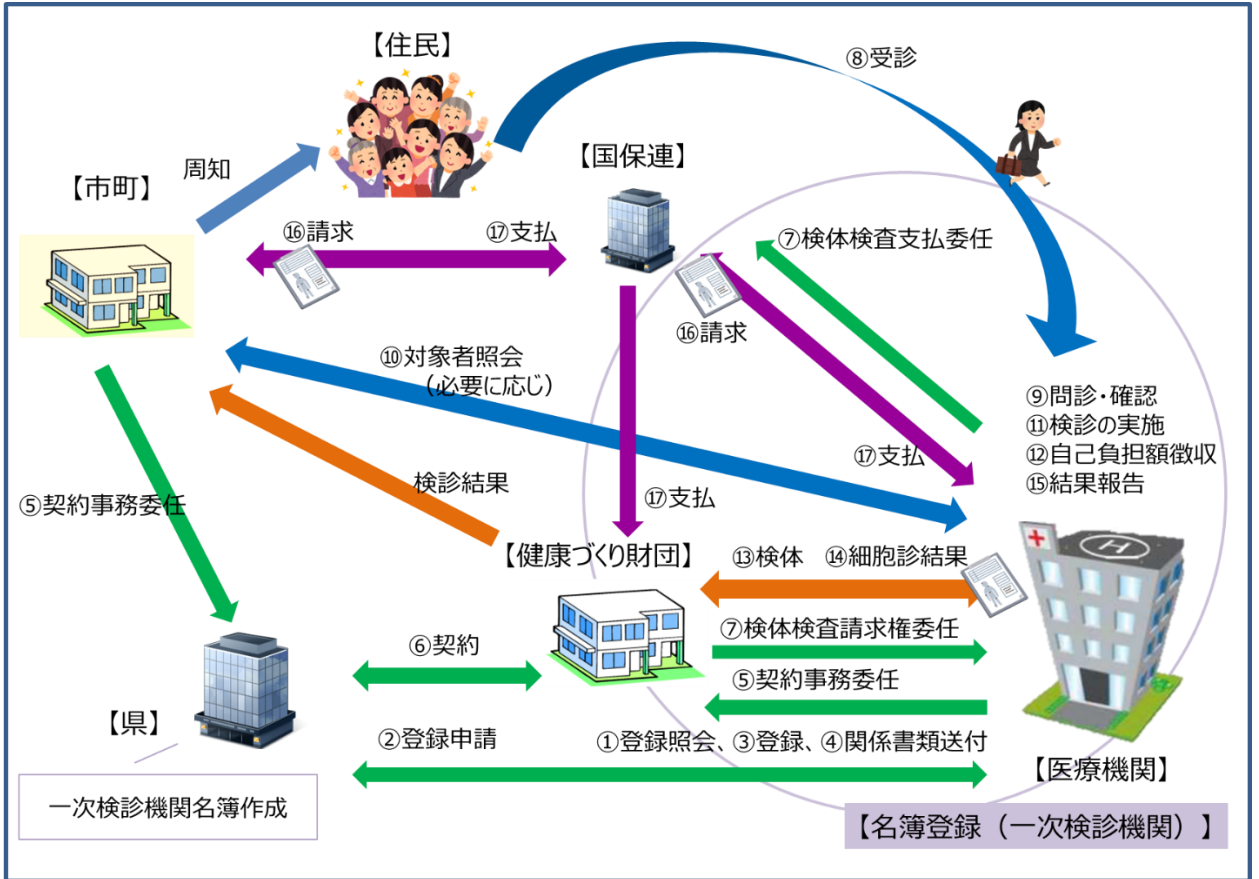 【住民】
⑧受診
【国保連】
周知
【市町】
⑯請求
⑰支払
⑦検体検査支払委任
⑯請求
⑩対象者照会
（必要に応じ）
⑨問診・確認
⑪検診の実施
⑫自己負担額徴収
⑮結果報告
⑰支払
検診結果
⑤契約事務委任
⑰支払
【健康づくり財団】
⑬検体
⑭細胞診結果
⑦検体検査請求権委任
⑥契約
⑤契約事務委任
【県】
②登録申請
①登録照会、③登録、④関係書類送付
【医療機関】
一次検診機関名簿作成
【名簿登録（一次検診機関）】
H